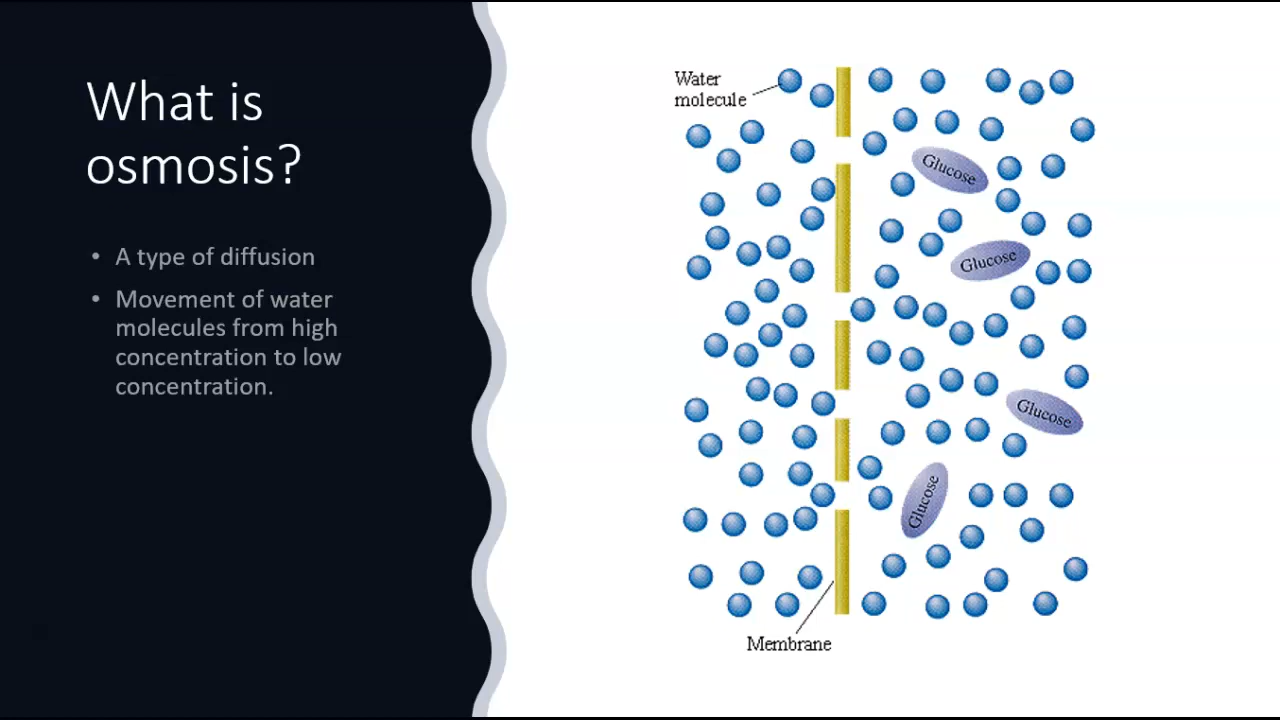 What is
osmosis?
• A type of diffusion
• Movement of water
molecules from high
concentration to low
concentration.
Water
molecule
Glucose
Glucose
Glucose
Glucose
Membrane